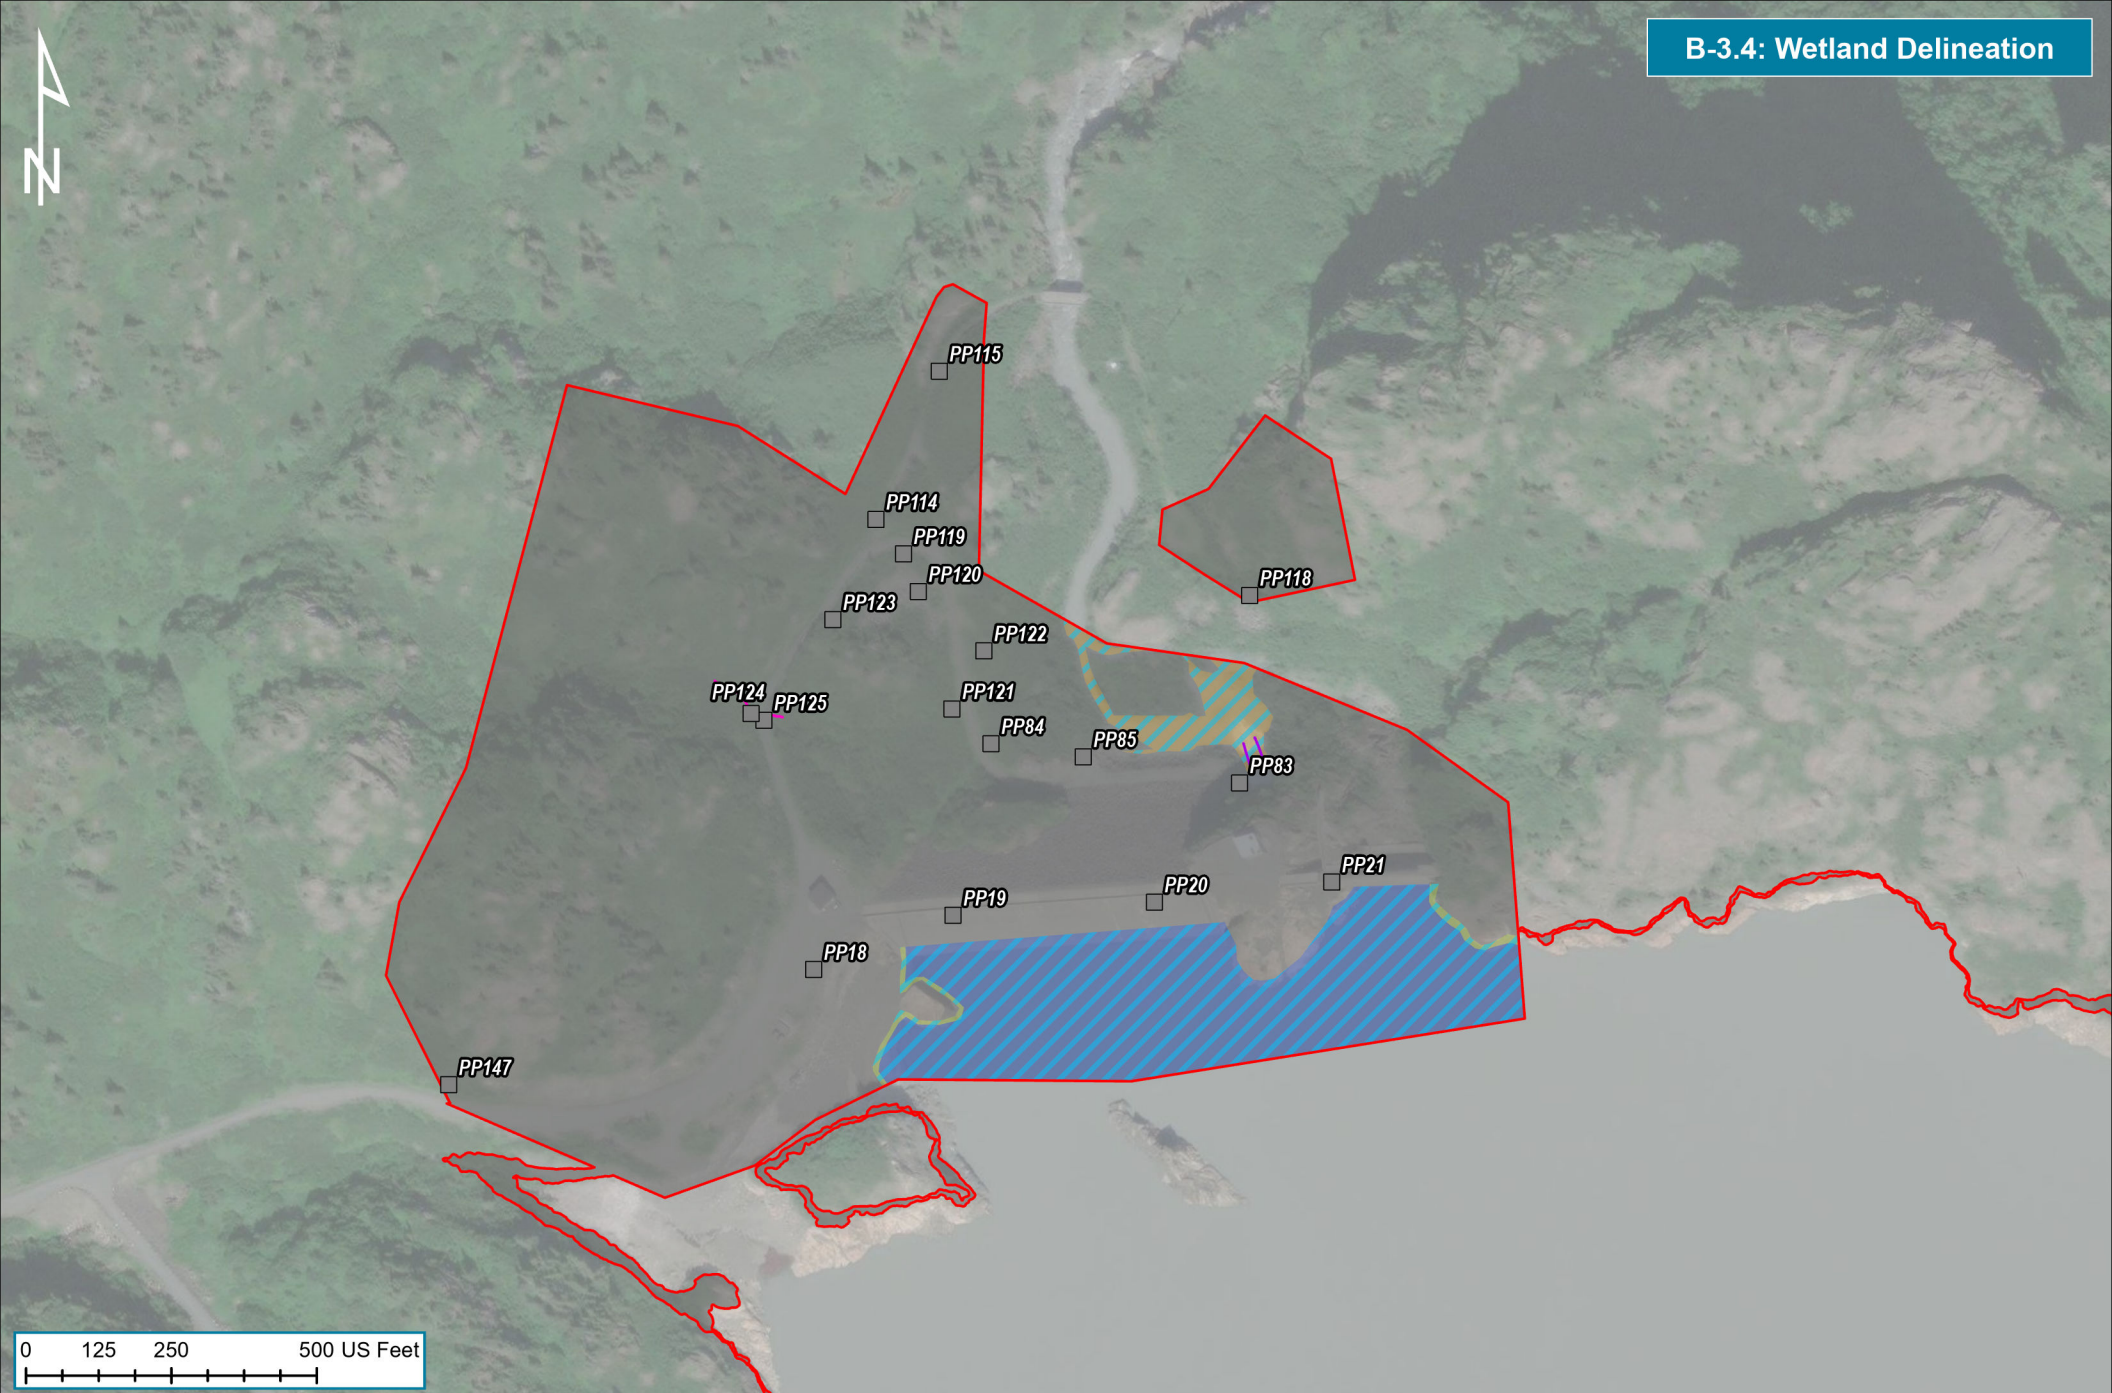 B-3.4: Wetland Delineation
N
PP115
PP114
PP119
PP120
PP118
PP123
PP122
PP124
PP125
PP121
PP84
PP85
PP83
PP21
PP20
PP19
PP18
PP147
0 125 250 500 US Feet